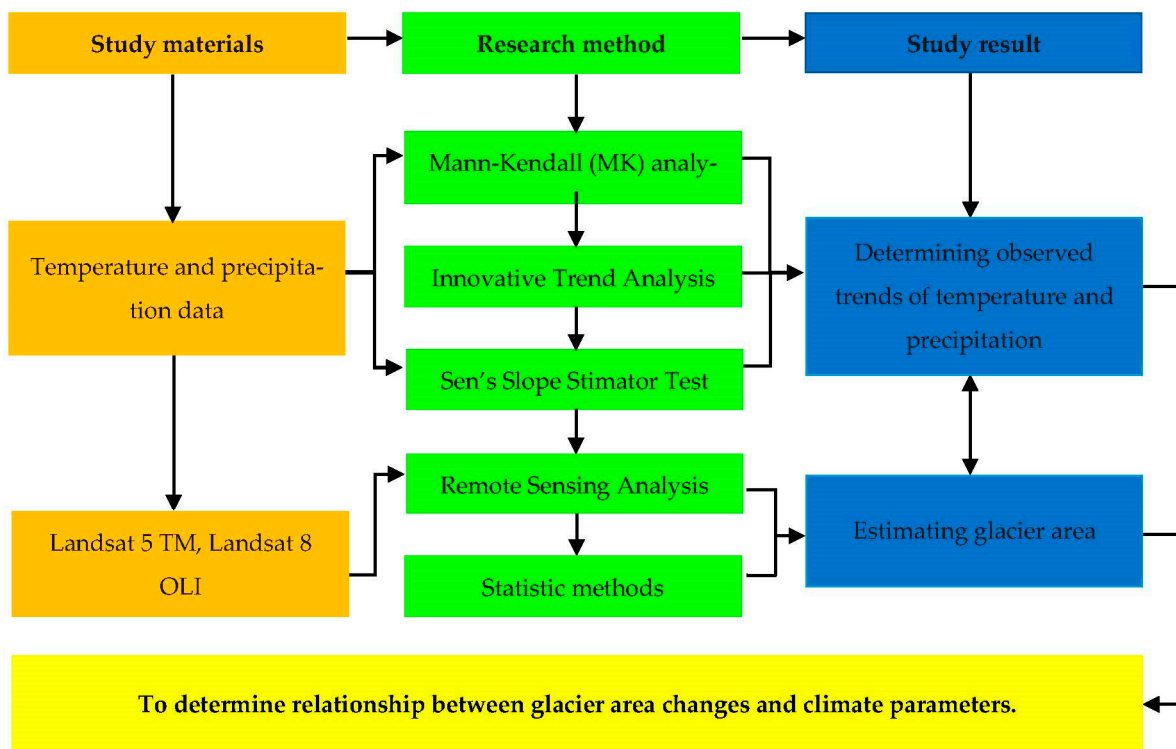 Study materials
Research method
Study result
Mann-Kendall (MK) analy-
Temperature and precipita-
tion data
Innovative Trend Analysis
Determining observed
trends of temperature and
precipitation
Sen's Slope Stimator Test
Remote Sensing Analysis
Landsat 5 TM, Landsat 8
OLI
Estimating glacier area
Statistic methods
To determine relationship between glacier area changes and climate parameters.